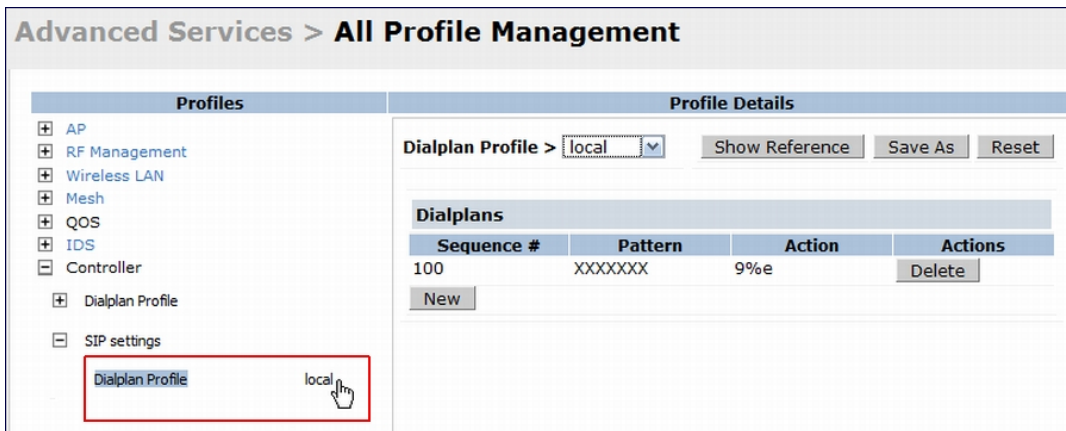 Advanced Services > All Profile Management
Profiles
AP
RF Management
Wireless LAN
Mesh
QOS
IDS
Controller
Dialplan Profile
SIP settings
Dialplan Profile local
Profile Details
Dialplan Profile > local Show Reference Save As Reset
Dialplans
Sequence # Pattern Action Actions
100 XXXXXXX 9%e Delete
New